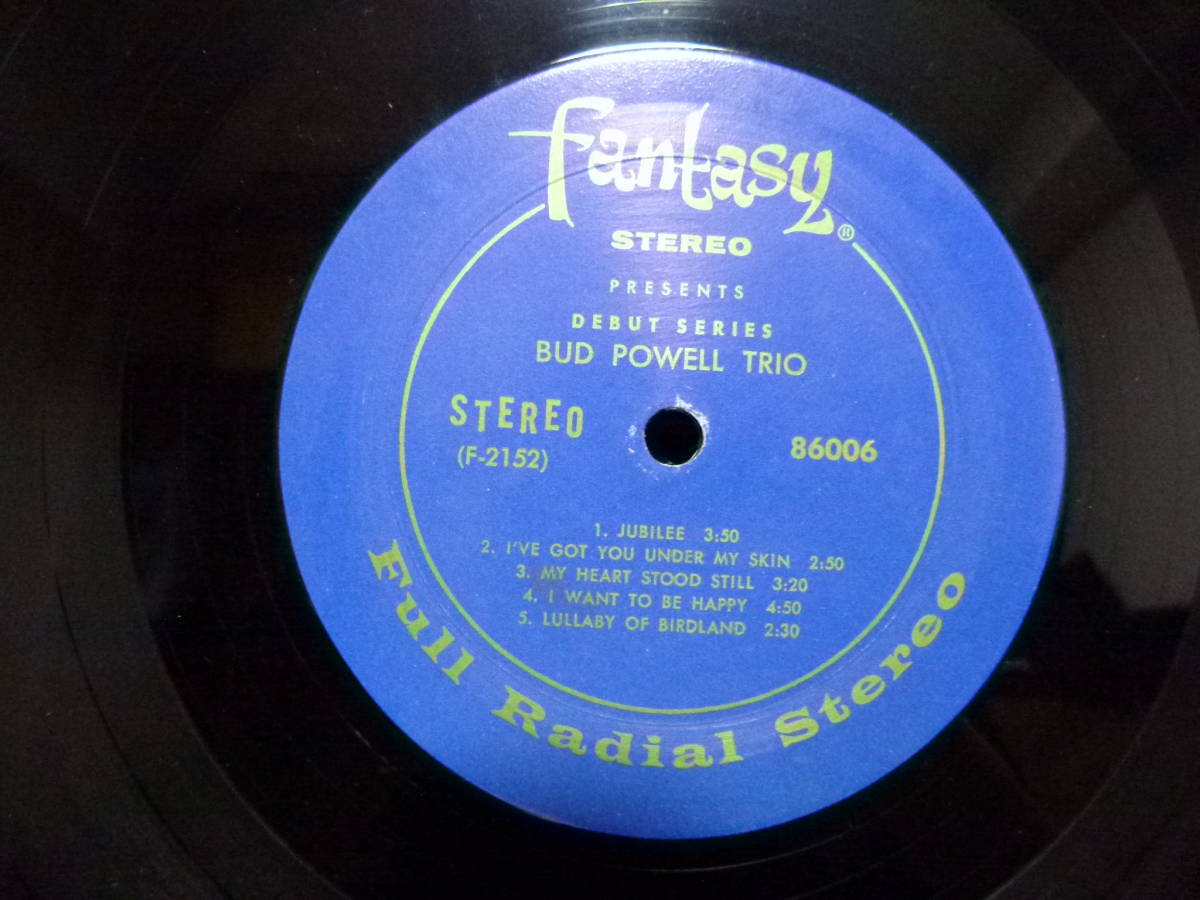 Fantasy ®
STEREO
PRESENTS
DEBUT SERIES
BUD POWELL TRIO
STEREO
(F-2152)
86006
1. JUBILEE 3:50
2. I'VE GOT YOU UNDER MY SKIN 2:50
3. MY HEART STOOD STILL 3:20
4. I WANT TO BE HAPPY 4:50
5. LULLABY OF BIRDLAND 2:30
Full Radial Stereo